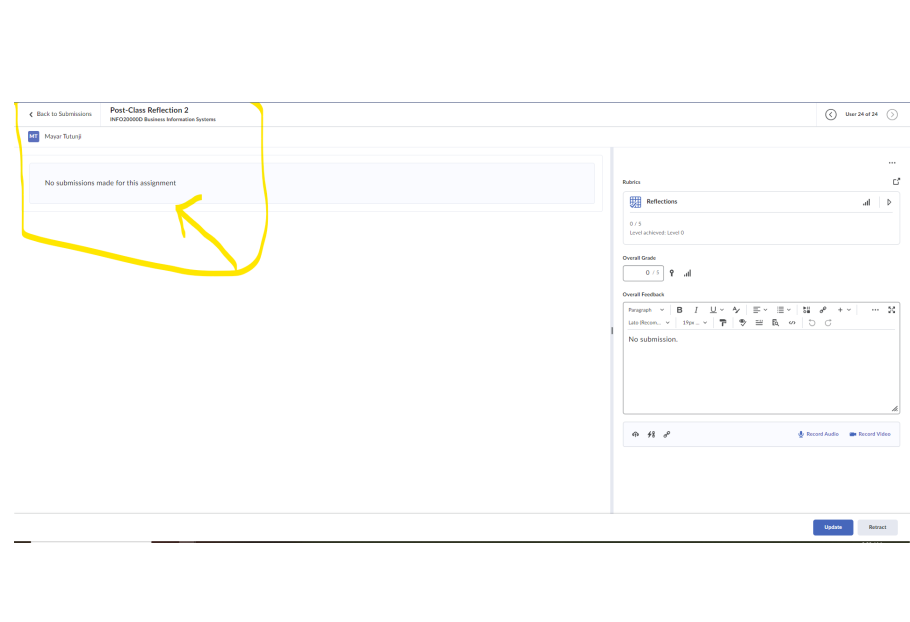 Back to Submissions
Post-Class Reflection 2
INFO20000D Business Information Systems
User 24 of 24
MT Mayar Tutunji
No submissions made for this assignment
Rubrics
Reflections
0 / 5
Level achieved: Level 0
Overall Grade
0 / 5
Overall Feedback
Paragraph B I U
Lato (Recom... 19px ...
No submission.
Record Audio Record Video
Update Retract